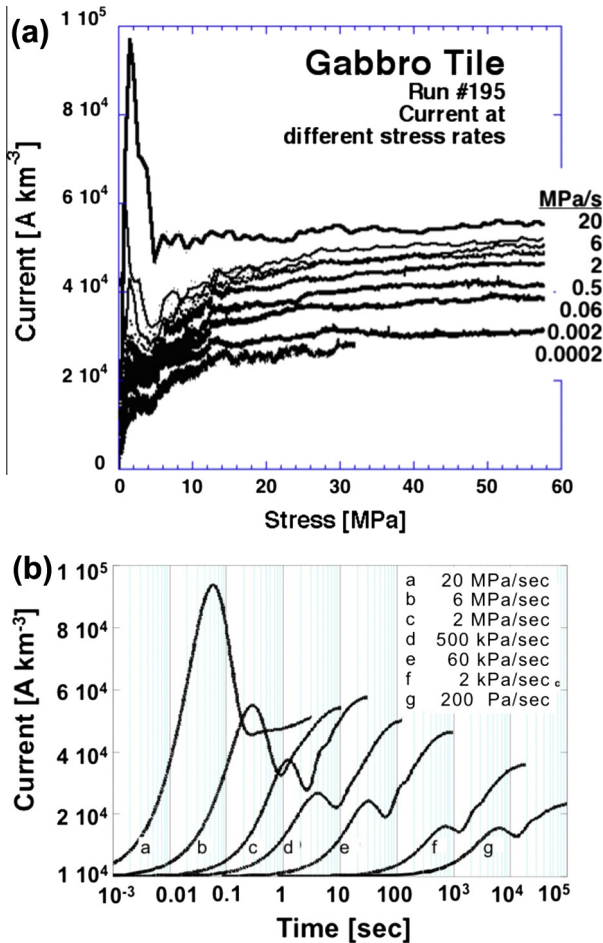 (a)
1 10⁵
8 10⁴
6 10⁴
4 10⁴
2 10⁴
0
Current [A km⁻³]
Gabbro Tile
Run #195
Current at
different stress rates
MPa/s
20
6
2
0.5
0.06
0.002
0.0002
0 10 20 30 40 50 60
Stress [MPa]
(b)
1 10⁵
8 10⁴
6 10⁴
4 10⁴
2 10⁴
1 10⁴
Current [A km⁻³]
a 20 MPa/sec
b 6 MPa/sec
c 2 MPa/sec
d 500 kPa/sec
e 60 kPa/sec
f 2 kPa/sec c
g 200 Pa/sec
a b c d e f g
10⁻³ 0.01 0.1 1 10 100 10³ 10⁴ 10⁵
Time [sec]